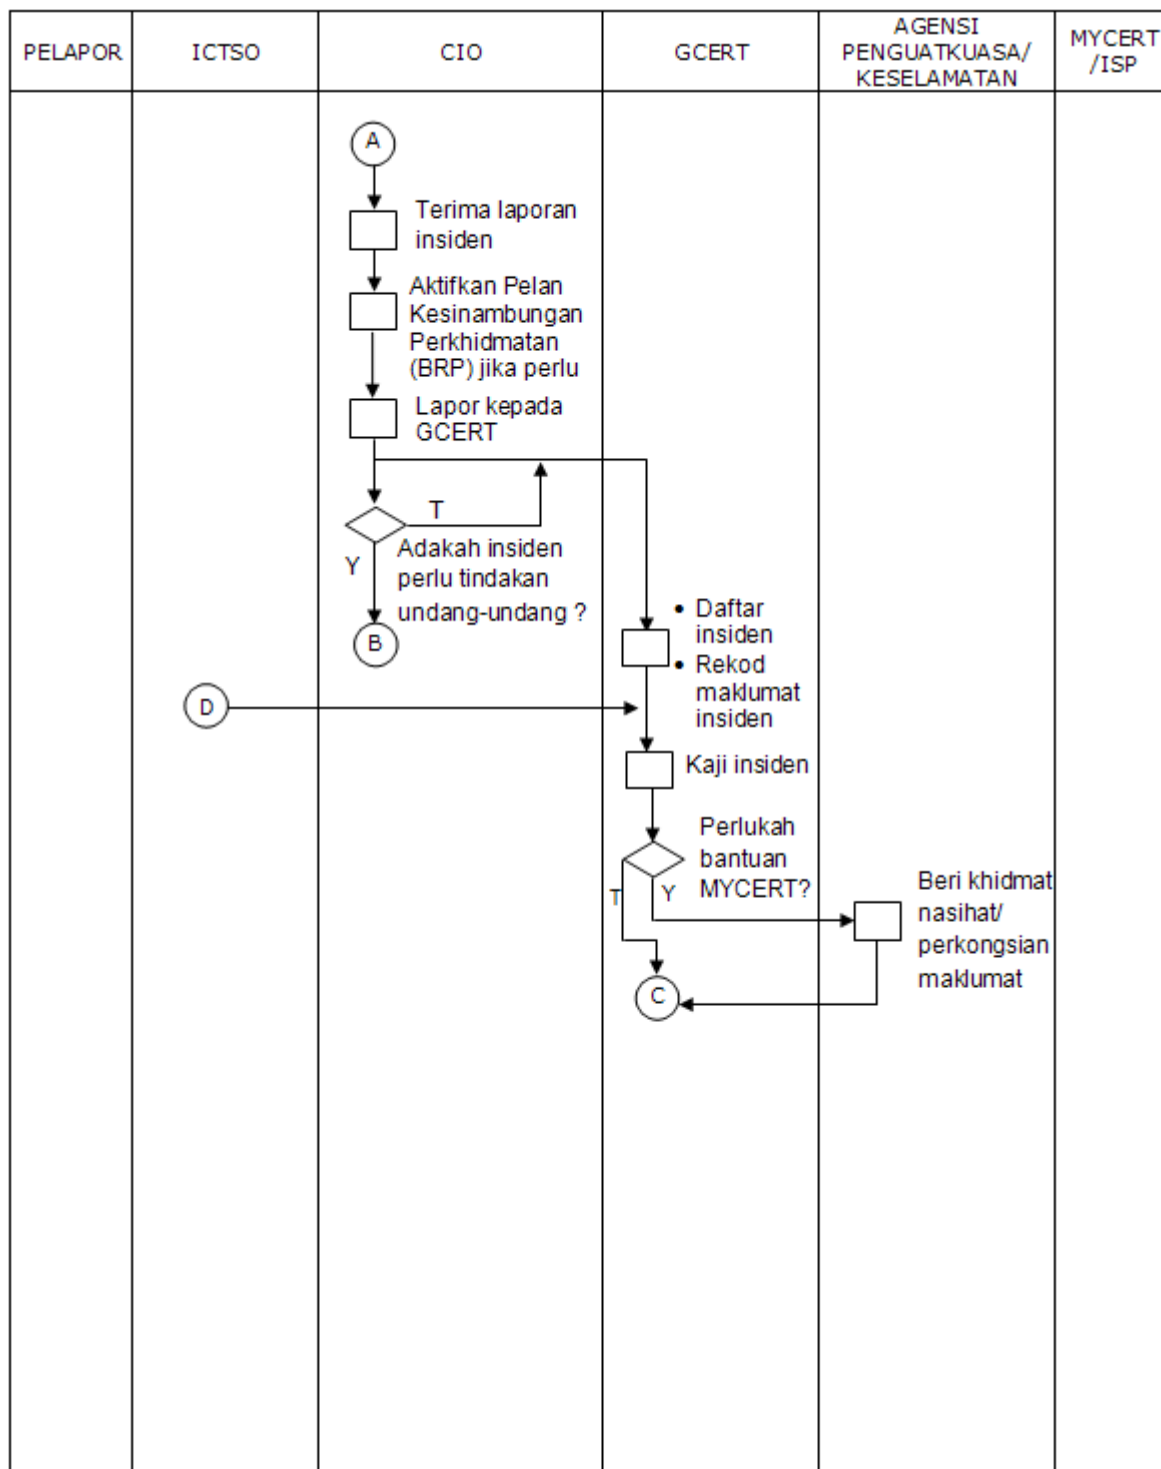 PELAPOR
ICTSO
CIO
GCERT
AGENSI
PENGUATKUASA/
KESELAMATAN
MYCERT
/ISP
A
Terima laporan
insiden
Aktifkan Pelan
Kesinambungan
Perkhidmatan
(BRP) jika perlu
Lapor kepada
GCERT
T
Y
Adakah insiden
perlu tindakan
undang-undang ?
B
• Daftar
insiden
• Rekod
maklumat
insiden
D
Kaji insiden
Perlukah
bantuan
MYCERT?
T
Y
Beri khidmat
nasihat/
perkongsian
maklumat
C